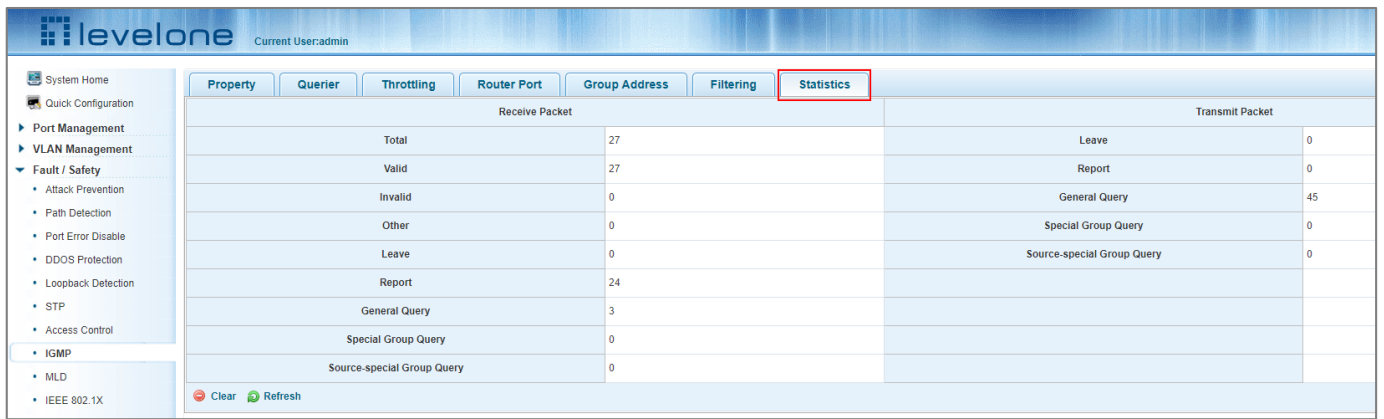 levelone Current User:admin
System Home
Quick Configuration
Port Management
VLAN Management
Fault / Safety
Attack Prevention
Path Detection
Port Error Disable
DDOS Protection
Loopback Detection
STP
Access Control
IGMP
MLD
IEEE 802.1X
Property Querier Throttling Router Port Group Address Filtering Statistics
Receive Packet Transmit Packet
Total 27 Leave 0
Valid 27 Report 0
Invalid 0 General Query 45
Other 0 Special Group Query 0
Leave 0 Source-special Group Query 0
Report 24
General Query 3
Special Group Query 0
Source-special Group Query 0
Clear Refresh